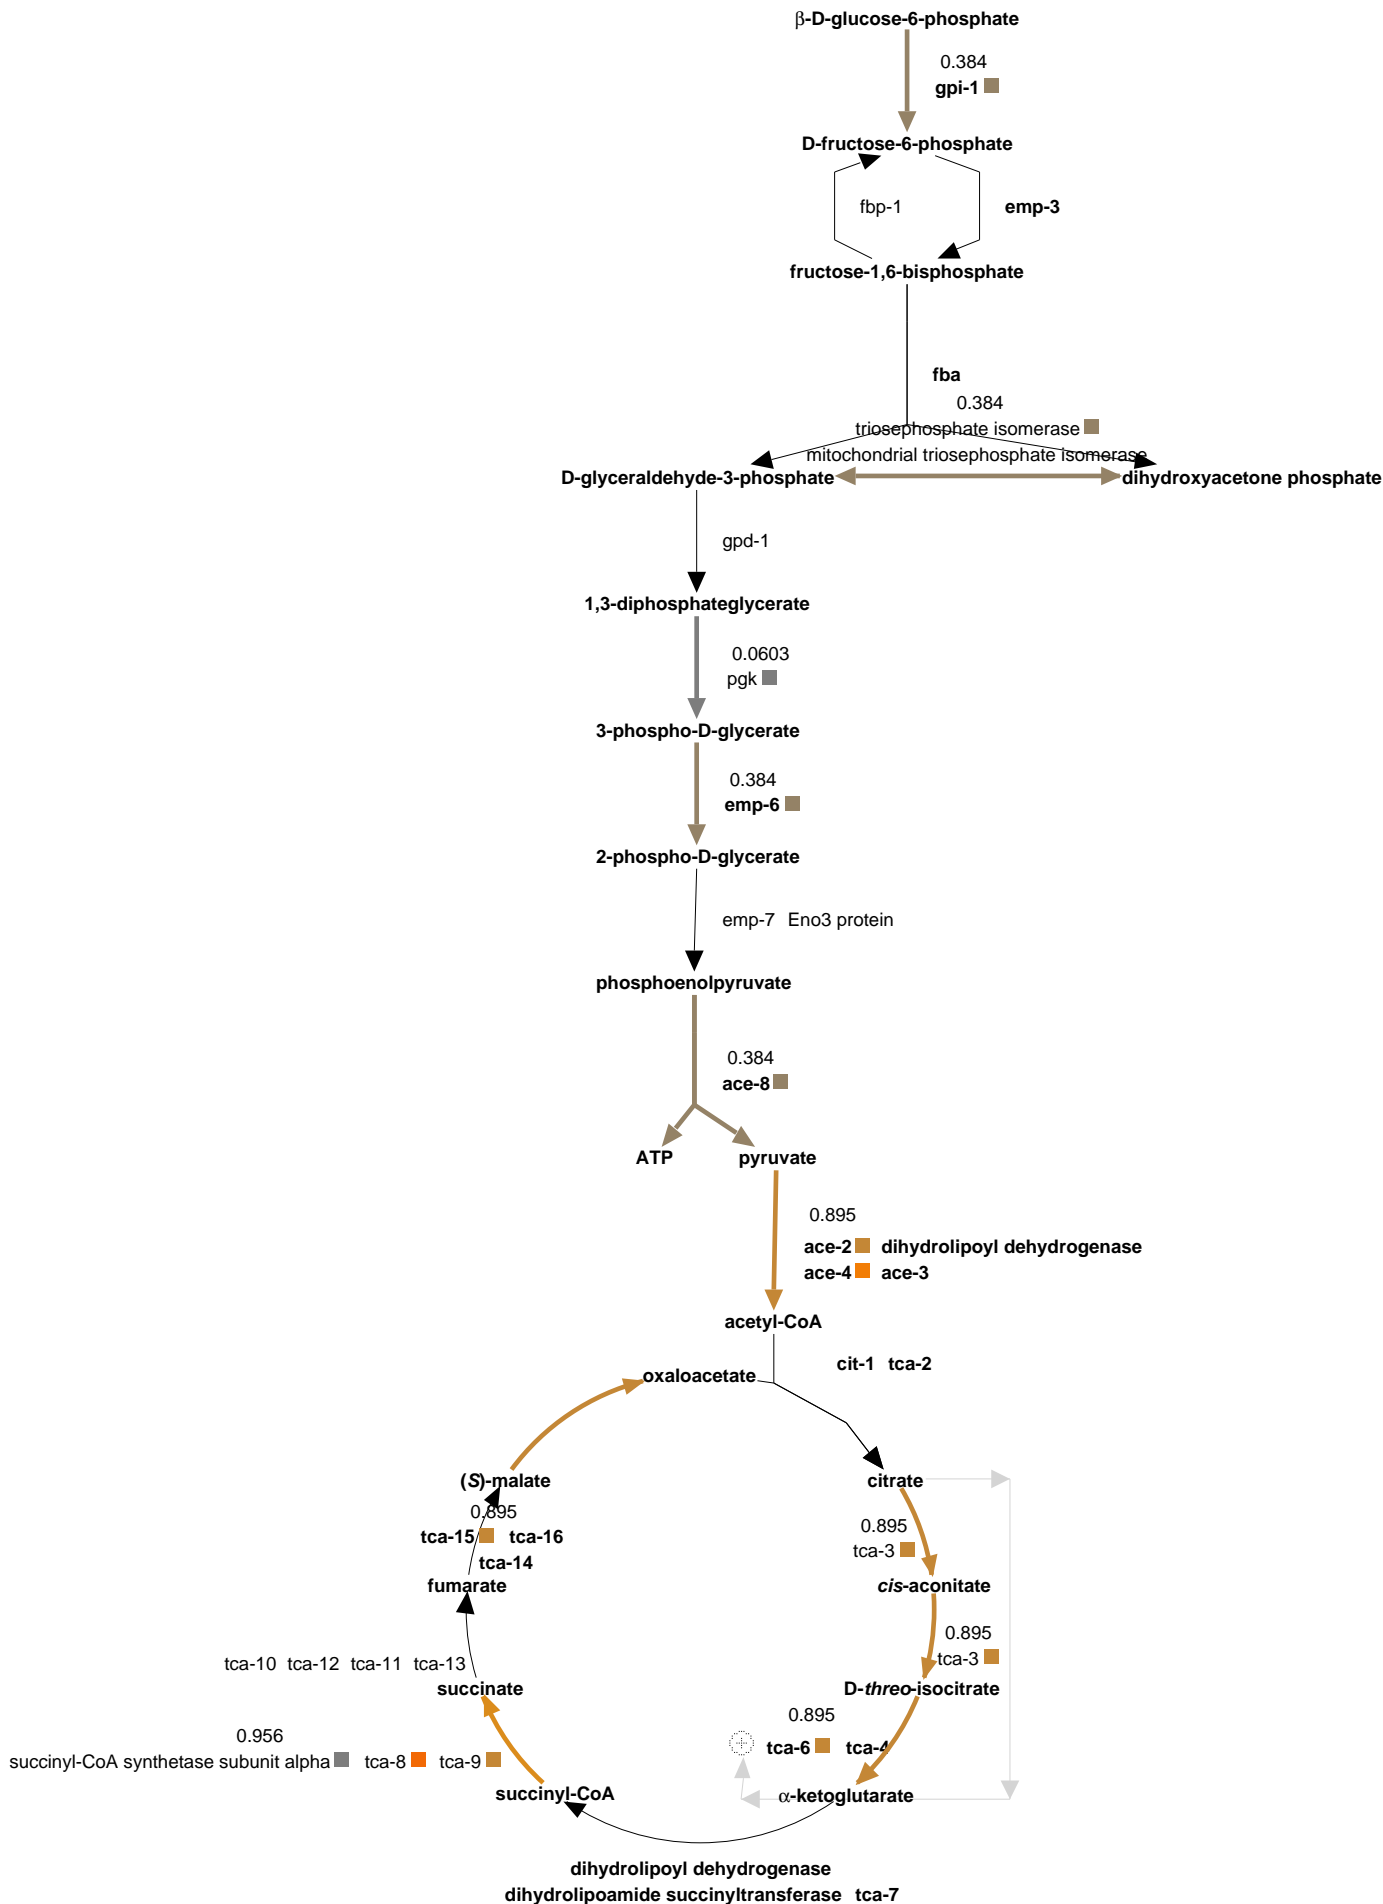 β-D-glucose-6-phosphate
0.384
gpi-1
D-fructose-6-phosphate
fbp-1 emp-3
fructose-1,6-bisphosphate
fba
0.384
triosephosphate isomerase
mitochondrial triosephosphate isomerase
D-glyceraldehyde-3-phosphate dihydroxyacetone phosphate
gpd-1
1,3-diphosphateglycerate
0.0603
pgk
3-phospho-D-glycerate
0.384
emp-6
2-phospho-D-glycerate
emp-7 Eno3 protein
phosphoenolpyruvate
0.384
ace-8
ATP pyruvate
0.895
ace-2 dihydrolipoyl dehydrogenase
ace-4 ace-3
acetyl-CoA
cit-1 tca-2
oxaloacetate
(S)-malate citrate
0.895
tca-15 tca-16
tca-14
0.895
tca-3
fumarate cis-aconitate
0.895
tca-3
tca-10 tca-12 tca-11 tca-13
succinate D-threo-isocitrate
0.895
tca-6 tca-4
0.956
succinyl-CoA synthetase subunit alpha tca-8 tca-9
succinyl-CoA α-ketoglutarate
dihydrolipoyl dehydrogenase
dihydrolipoamide succinyltransferase tca-7